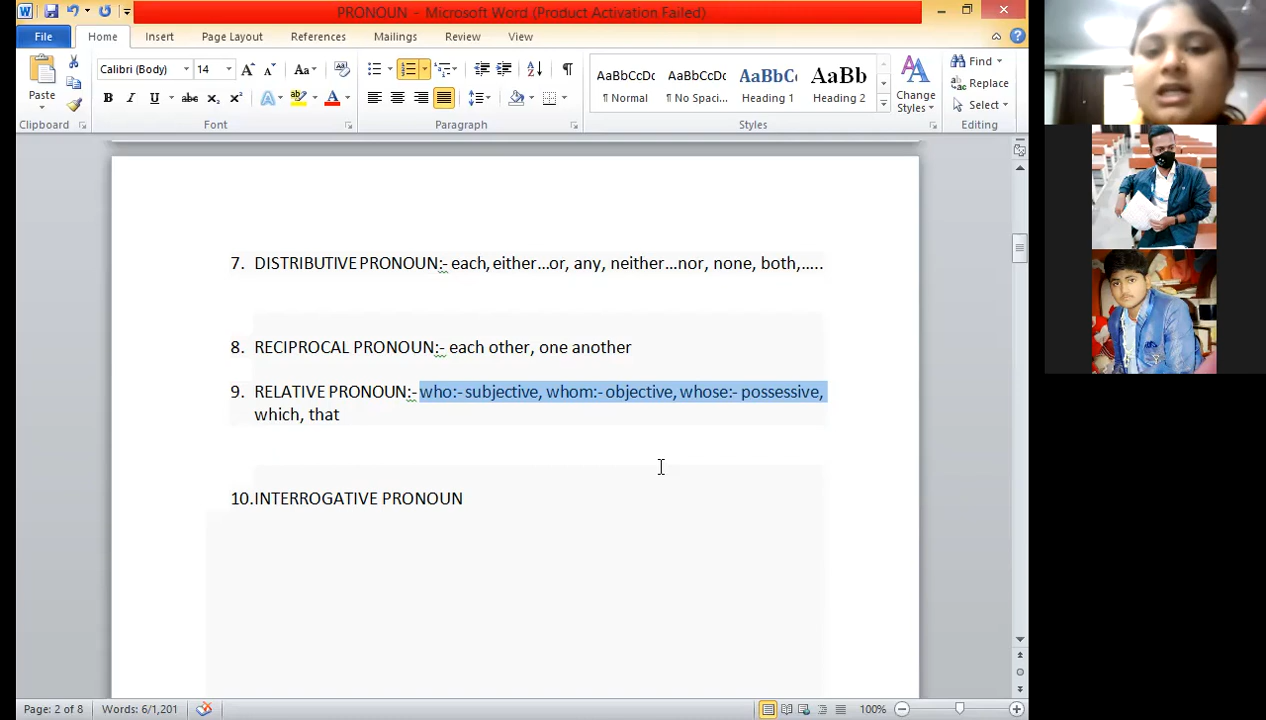 PRONOUN - Microsoft Word (Product Activation Failed)
File Home Insert Page Layout References Mailings Review View
Calibri (Body) 14
Paste
B I U abc
AaBbCcDc AaBbCcDc AaBbCc AaBb
¶ Normal ¶ No Spaci... Heading 1 Heading 2
Change Styles
Find
Replace
Select
Clipboard Font Paragraph Styles Editing
7. DISTRIBUTIVE PRONOUN:- each, either...or, any, neither...nor, none, both,.....
8. RECIPROCAL PRONOUN:- each other, one another
9. RELATIVE PRONOUN:- who:- subjective, whom:- objective, whose:- possessive,
which, that
10.INTERROGATIVE PRONOUN
Page: 2 of 8 Words: 6/1,201 100%